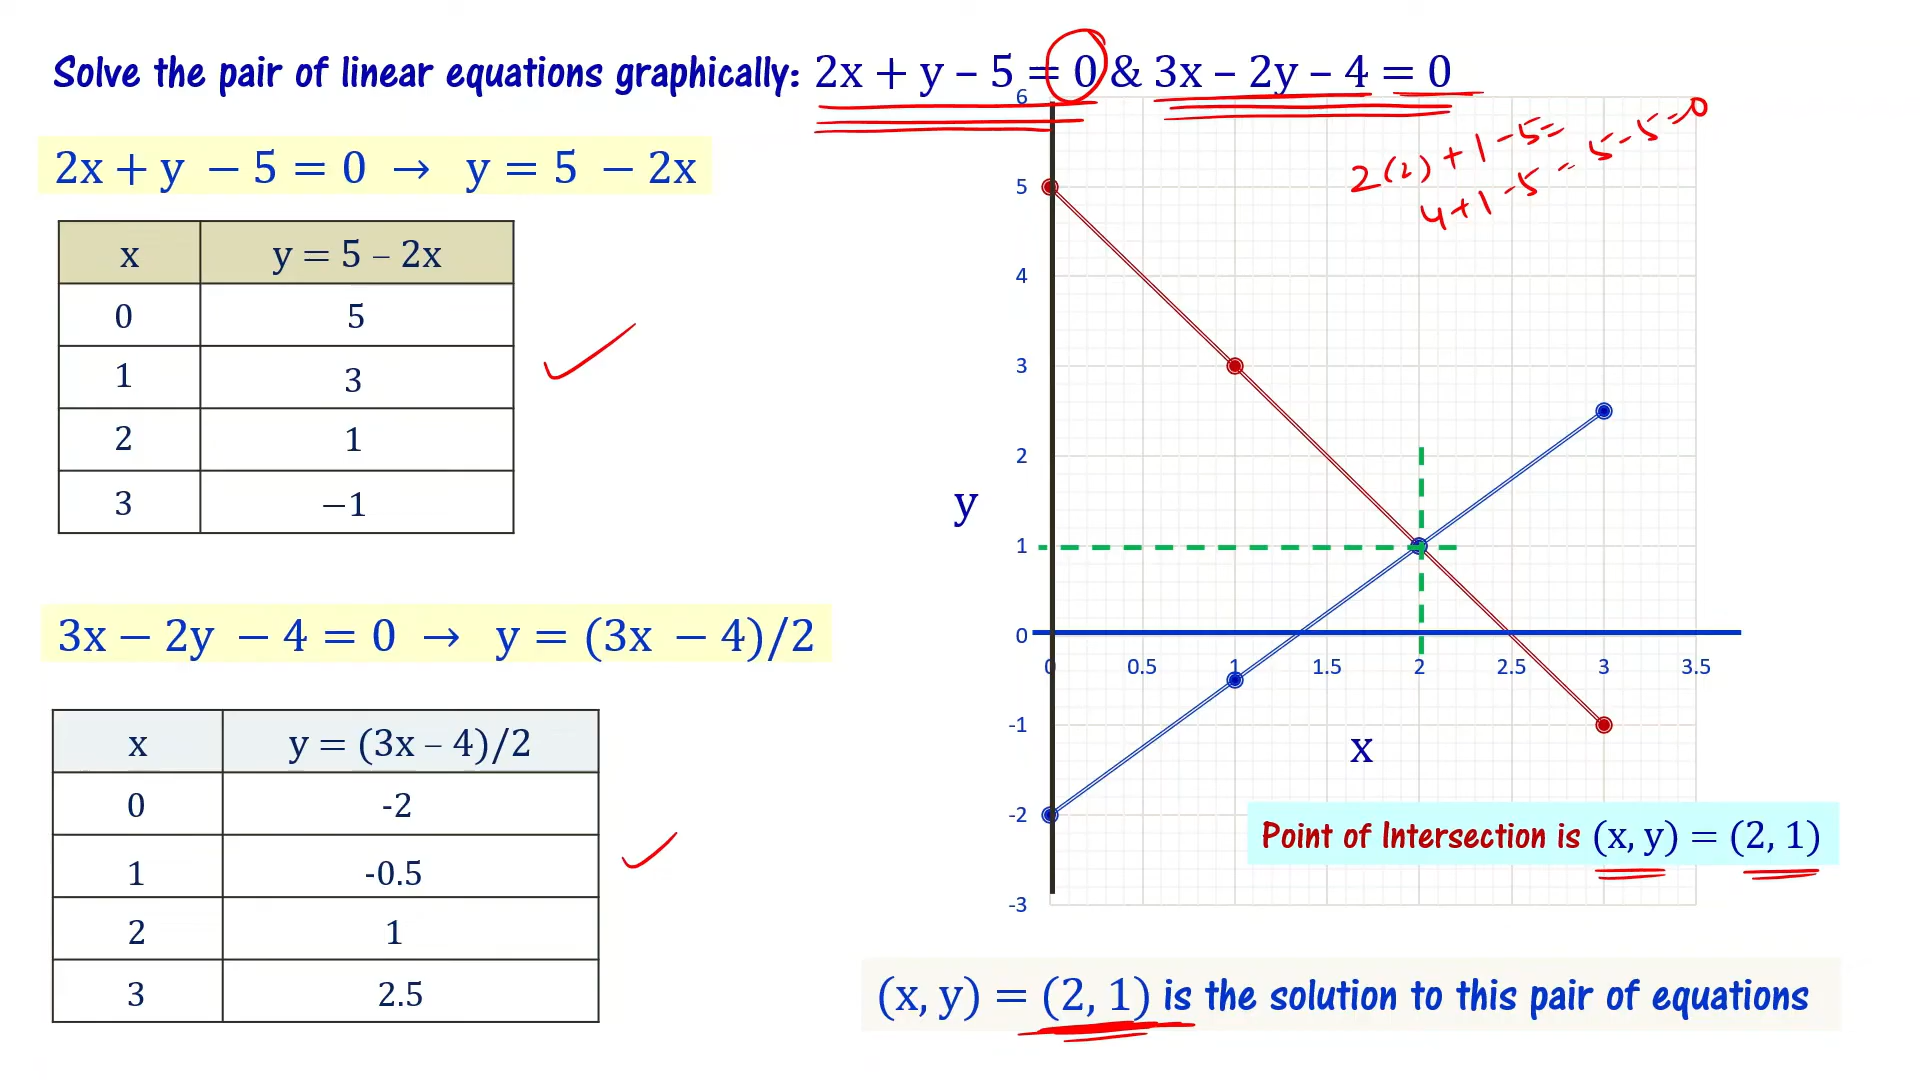 Solve the pair of linear equations graphically: 2x + y – 5 = 0 & 3x – 2y – 4 = 0
2x + y − 5 = 0 → y = 5 − 2x
x y = 5 – 2x
0 5
1 3
2 1
3 −1
3x − 2y − 4 = 0 → y = (3x − 4)/2
x y = (3x – 4)/2
0 -2
1 -0.5
2 1
3 2.5
2(2) + 1 - 5 =
4 + 1 - 5 = 5 - 5 = 0
6
5
4
3
2
1
0
-1
-2
-3
y
0 0.5 1 1.5 2 2.5 3 3.5
x
Point of Intersection is (x, y) = (2, 1)
(x, y) = (2, 1) is the solution to this pair of equations